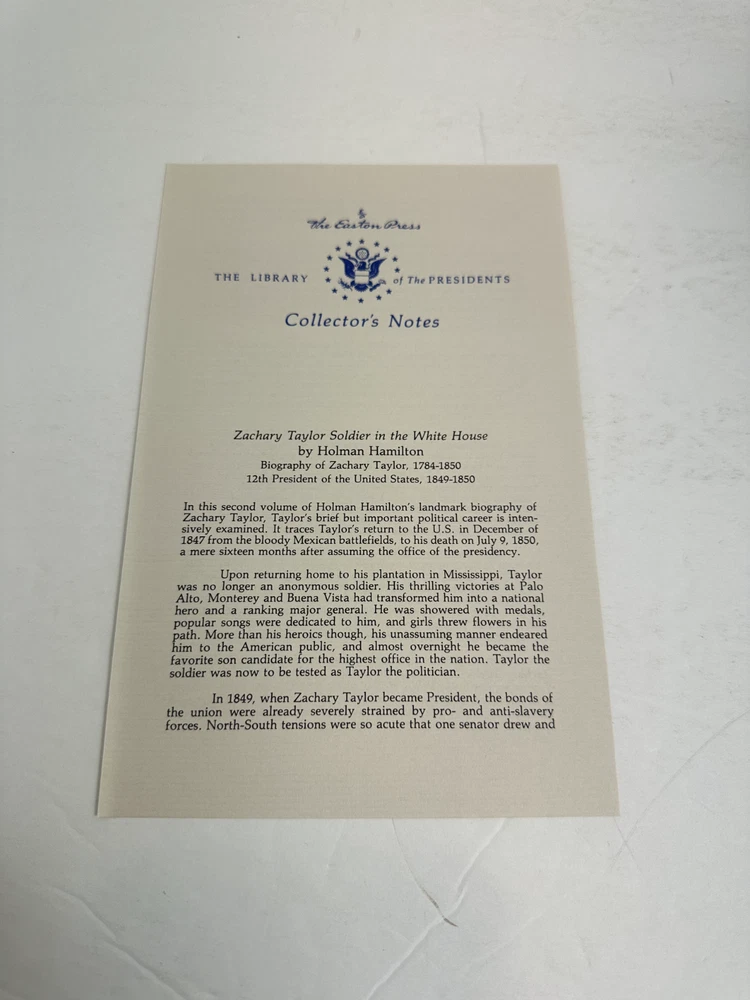 The Easton Press
THE LIBRARY of The PRESIDENTS
Collector's Notes
Zachary Taylor Soldier in the White House
by Holman Hamilton
Biography of Zachary Taylor, 1784-1850
12th President of the United States, 1849-1850
In this second volume of Holman Hamilton's landmark biography of
Zachary Taylor, Taylor's brief but important political career is inten-
sively examined. It traces Taylor's return to the U.S. in December of
1847 from the bloody Mexican battlefields, to his death on July 9, 1850,
a mere sixteen months after assuming the office of the presidency.
Upon returning home to his plantation in Mississippi, Taylor
was no longer an anonymous soldier. His thrilling victories at Palo
Alto, Monterey and Buena Vista had transformed him into a national
hero and a ranking major general. He was showered with medals,
popular songs were dedicated to him, and girls threw flowers in his
path. More than his heroics though, his unassuming manner endeared
him to the American public, and almost overnight he became the
favorite son candidate for the highest office in the nation. Taylor the
soldier was now to be tested as Taylor the politician.
In 1849, when Zachary Taylor became President, the bonds of
the union were already severely strained by pro- and anti-slavery
forces. North-South tensions were so acute that one senator drew and